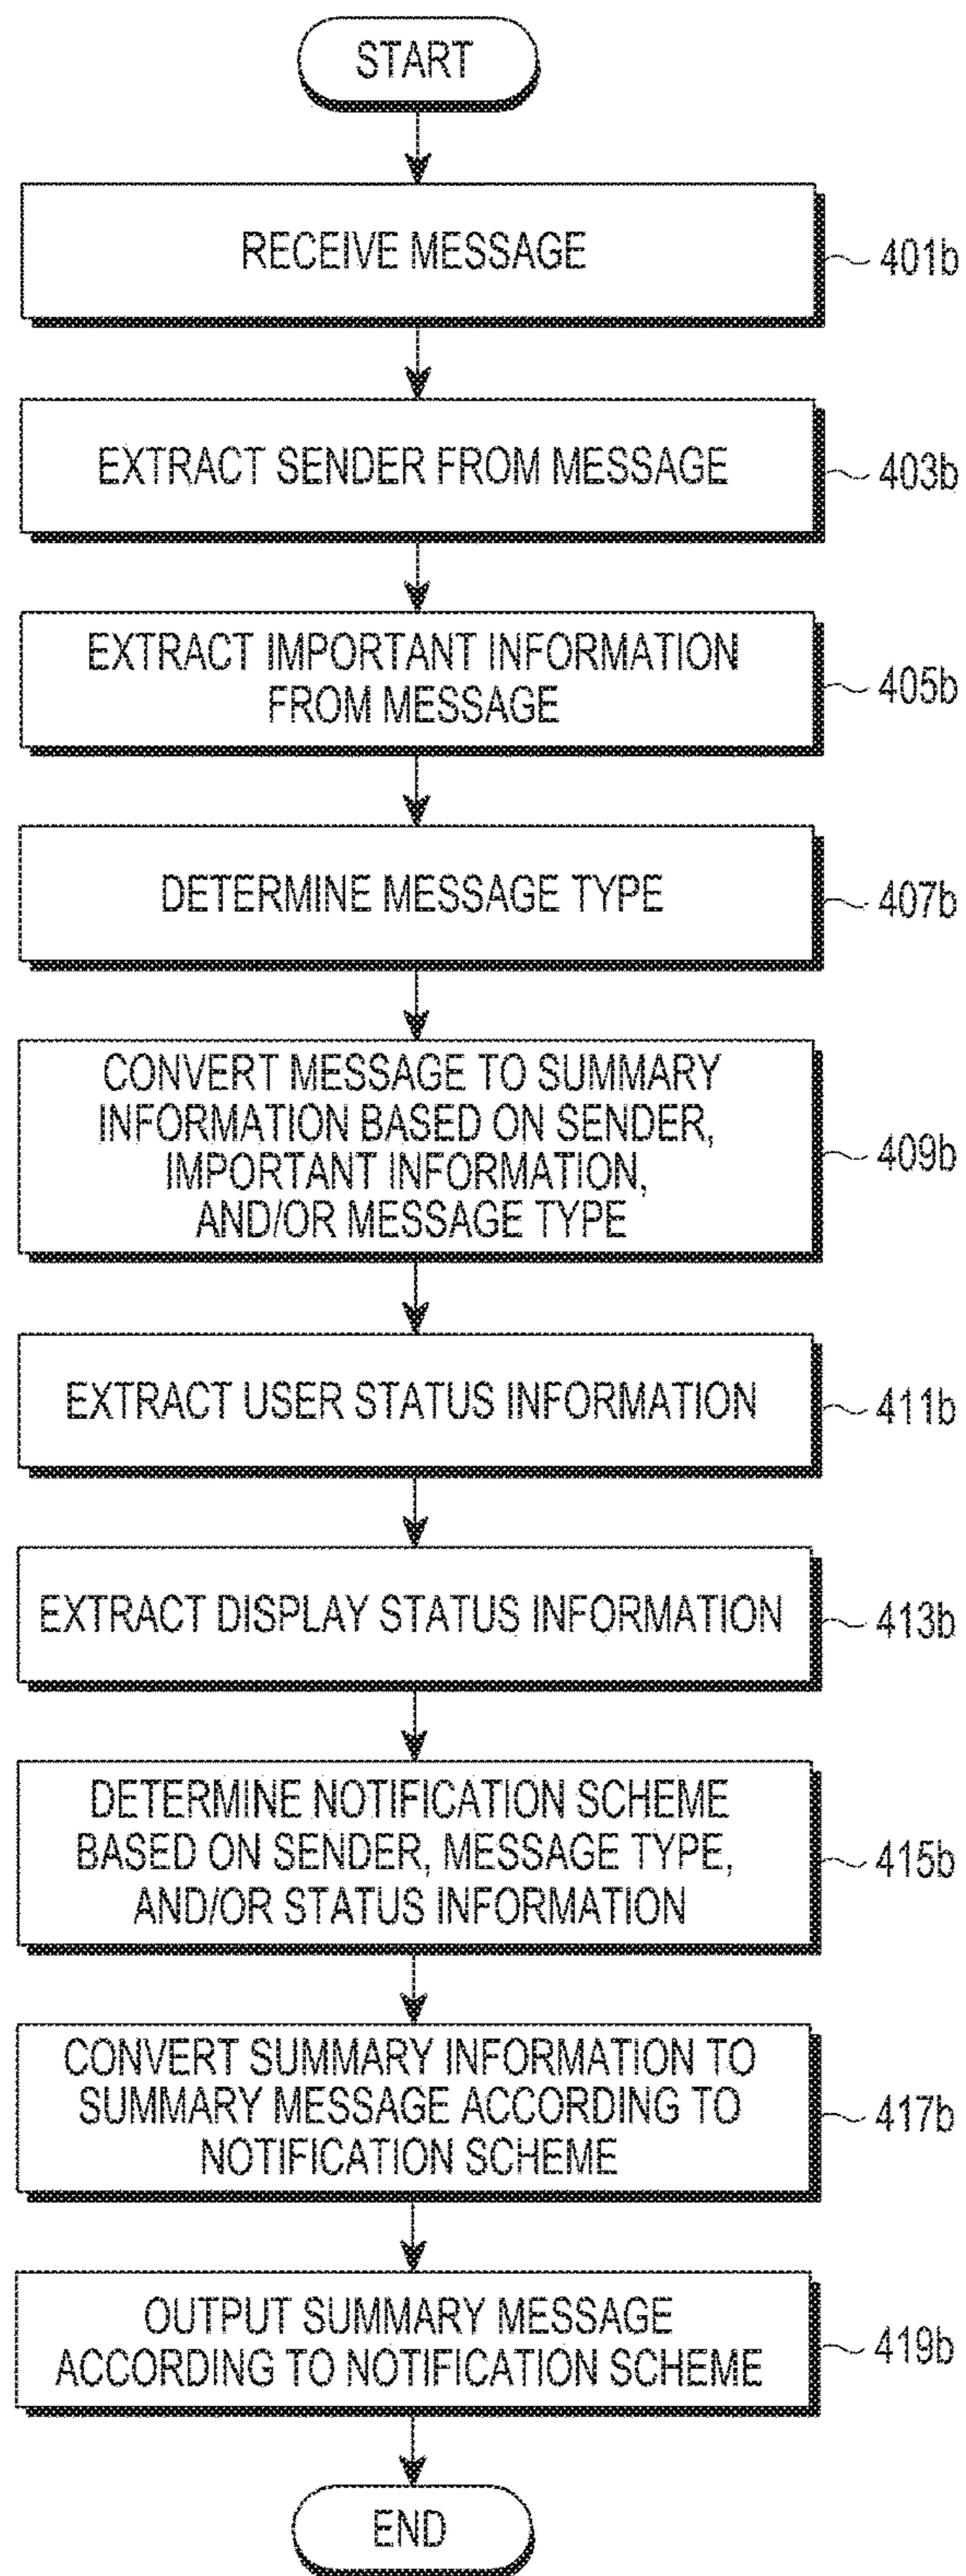 START
RECEIVE MESSAGE
401b
EXTRACT SENDER FROM MESSAGE
403b
EXTRACT IMPORTANT INFORMATION
FROM MESSAGE
405b
DETERMINE MESSAGE TYPE
407b
CONVERT MESSAGE TO SUMMARY
INFORMATION BASED ON SENDER,
IMPORTANT INFORMATION,
AND/OR MESSAGE TYPE
409b
EXTRACT USER STATUS INFORMATION
411b
EXTRACT DISPLAY STATUS INFORMATION
413b
DETERMINE NOTIFICATION SCHEME
BASED ON SENDER, MESSAGE TYPE,
AND/OR STATUS INFORMATION
415b
CONVERT SUMMARY INFORMATION TO
SUMMARY MESSAGE ACCORDING TO
NOTIFICATION SCHEME
417b
OUTPUT SUMMARY MESSAGE
ACCORDING TO NOTIFICATION SCHEME
419b
END